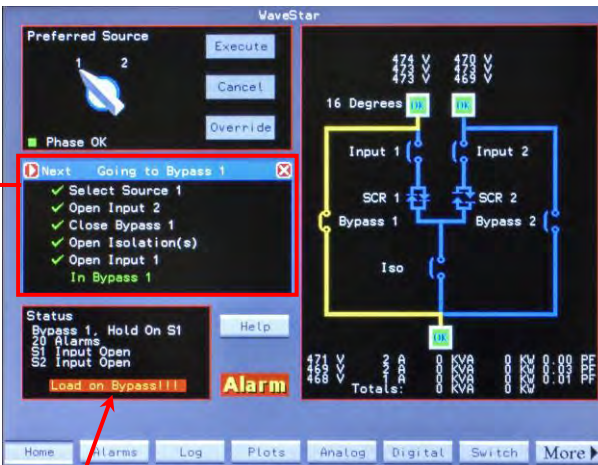 WaveStar
Preferred Source
1 2
Execute
Cancel
Override
Phase OK
Next Going to Bypass 1
Select Source 1
Open Input 2
Close Bypass 1
Open Isolation(s)
Open Input 1
In Bypass 1
Status
Bypass 1, Hold On S1
20 Alarms
S1 Input Open
S2 Input Open
Load on Bypass!!!
Help
Alarm
474 V 470 V
473 V 473 V
473 V 469 V
16 Degrees OK OK
Input 1 Input 2
SCR 1 SCR 2
Bypass 1 Bypass 2
Iso
OK
471 V 2 A 0 KVA 0 KW 0.00 PF
469 V 2 A 0 KVA 0 KW 0.03 PF
468 V 1 A 0 KVA 0 KW 0.01 PF
Totals: 0 KVA 0 KW
Home Alarms Log Plots Analog Digital Switch More